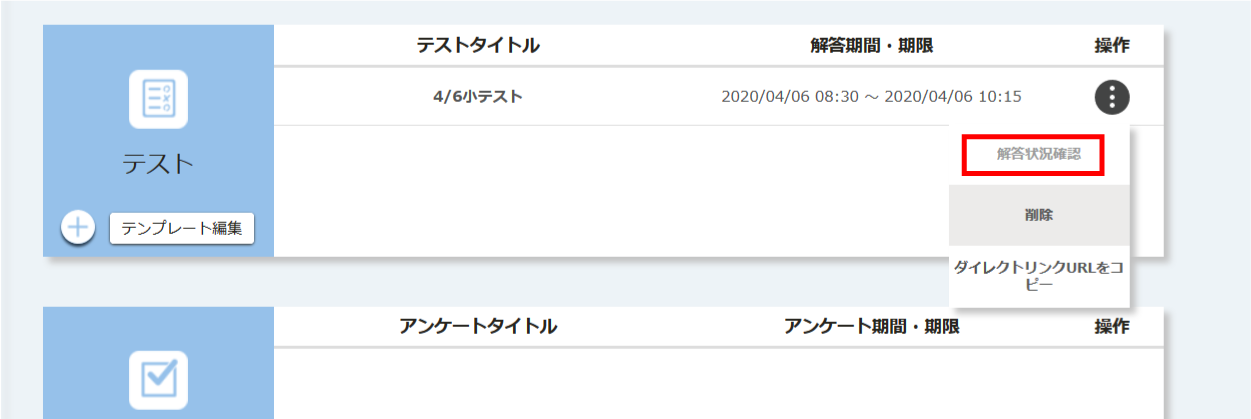 テストタイトル 解答期間・期限 操作
4/6小テスト 2020/04/06 08:30 ～ 2020/04/06 10:15
テスト
解答状況確認
削除
テンプレート編集
ダイレクトリンクURLをコ
ピー
アンケートタイトル アンケート期間・期限 操作